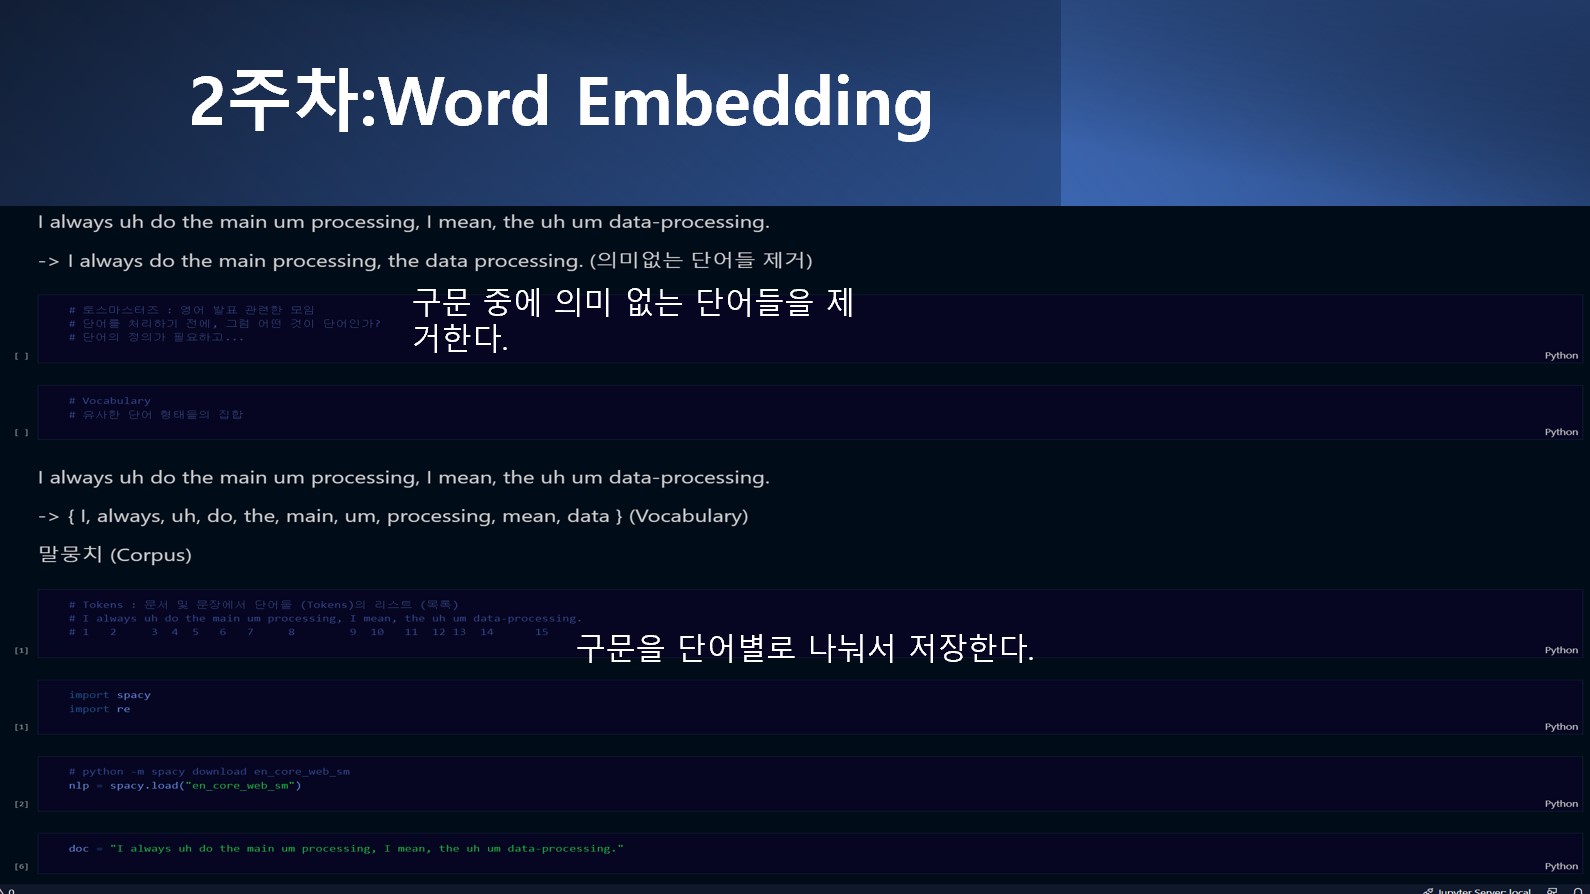 2주차:Word Embedding
I always uh do the main um processing, I mean, the uh um data-processing.
-> I always do the main processing, the data processing. (의미없는 단어들 제거)
구문 중에 의미 없는 단어들을 제
거한다.
# 토스마스터즈 : 영어 발표 관련한 모임
# 단어를 처리하기 전에, 그럼 어떤 것이 단어인가?
# 단어의 정의가 필요하고...
[ ]
Python
# Vocabulary
# 유사한 단어 형태들의 집합
[ ]
Python
I always uh do the main um processing, I mean, the uh um data-processing.
-> { I, always, uh, do, the, main, um, processing, mean, data } (Vocabulary)
말뭉치 (Corpus)
# Tokens : 문서 및 문장에서 단어들 (Tokens)의 리스트 (목록)
# I always uh do the main um processing, I mean, the uh um data-processing.
# 1 2 3 4 5 6 7 8 9 10 11 12 13 14 15
구문을 단어별로 나눠서 저장한다.
[1]
Python
import spacy
import re
[1]
Python
# python -m spacy download en_core_web_sm
nlp = spacy.load("en_core_web_sm")
[2]
Python
doc = "I always uh do the main um processing, I mean, the uh um data-processing."
[6]
Python
0
Jupyter Server: local